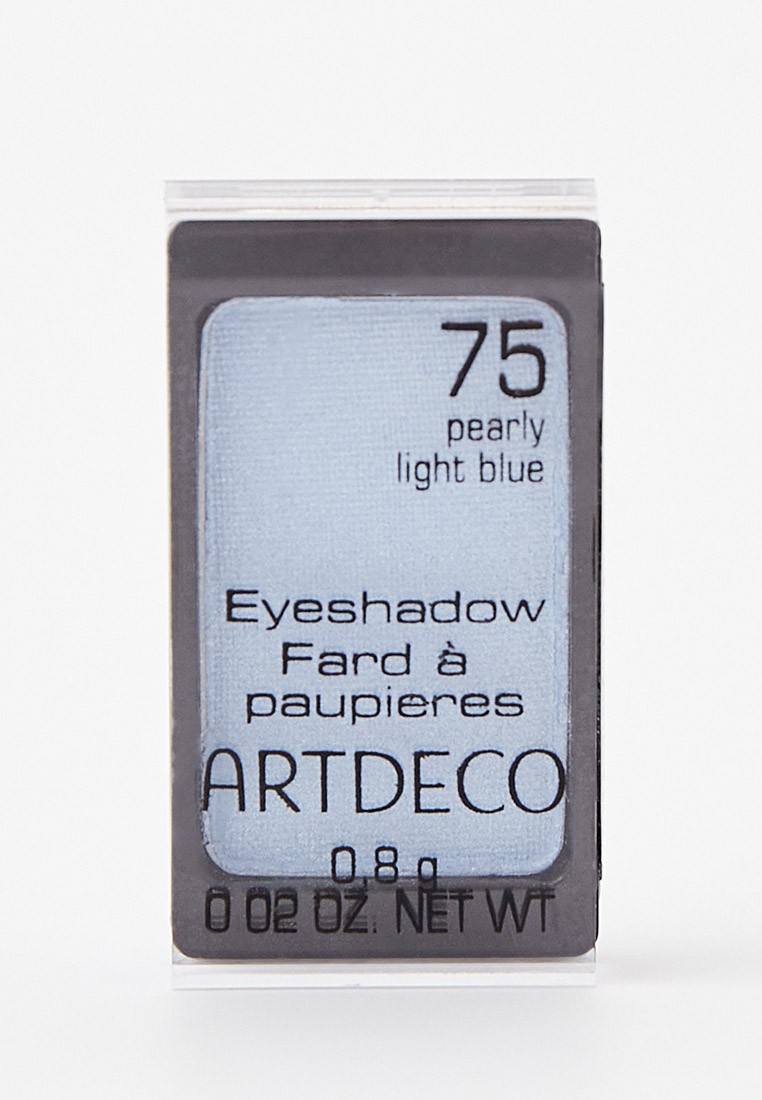 75
pearly
light blue
Eyeshadow
Fard à
paupieres
ARTDECO
0,8 g
0 02 OZ. NET WT